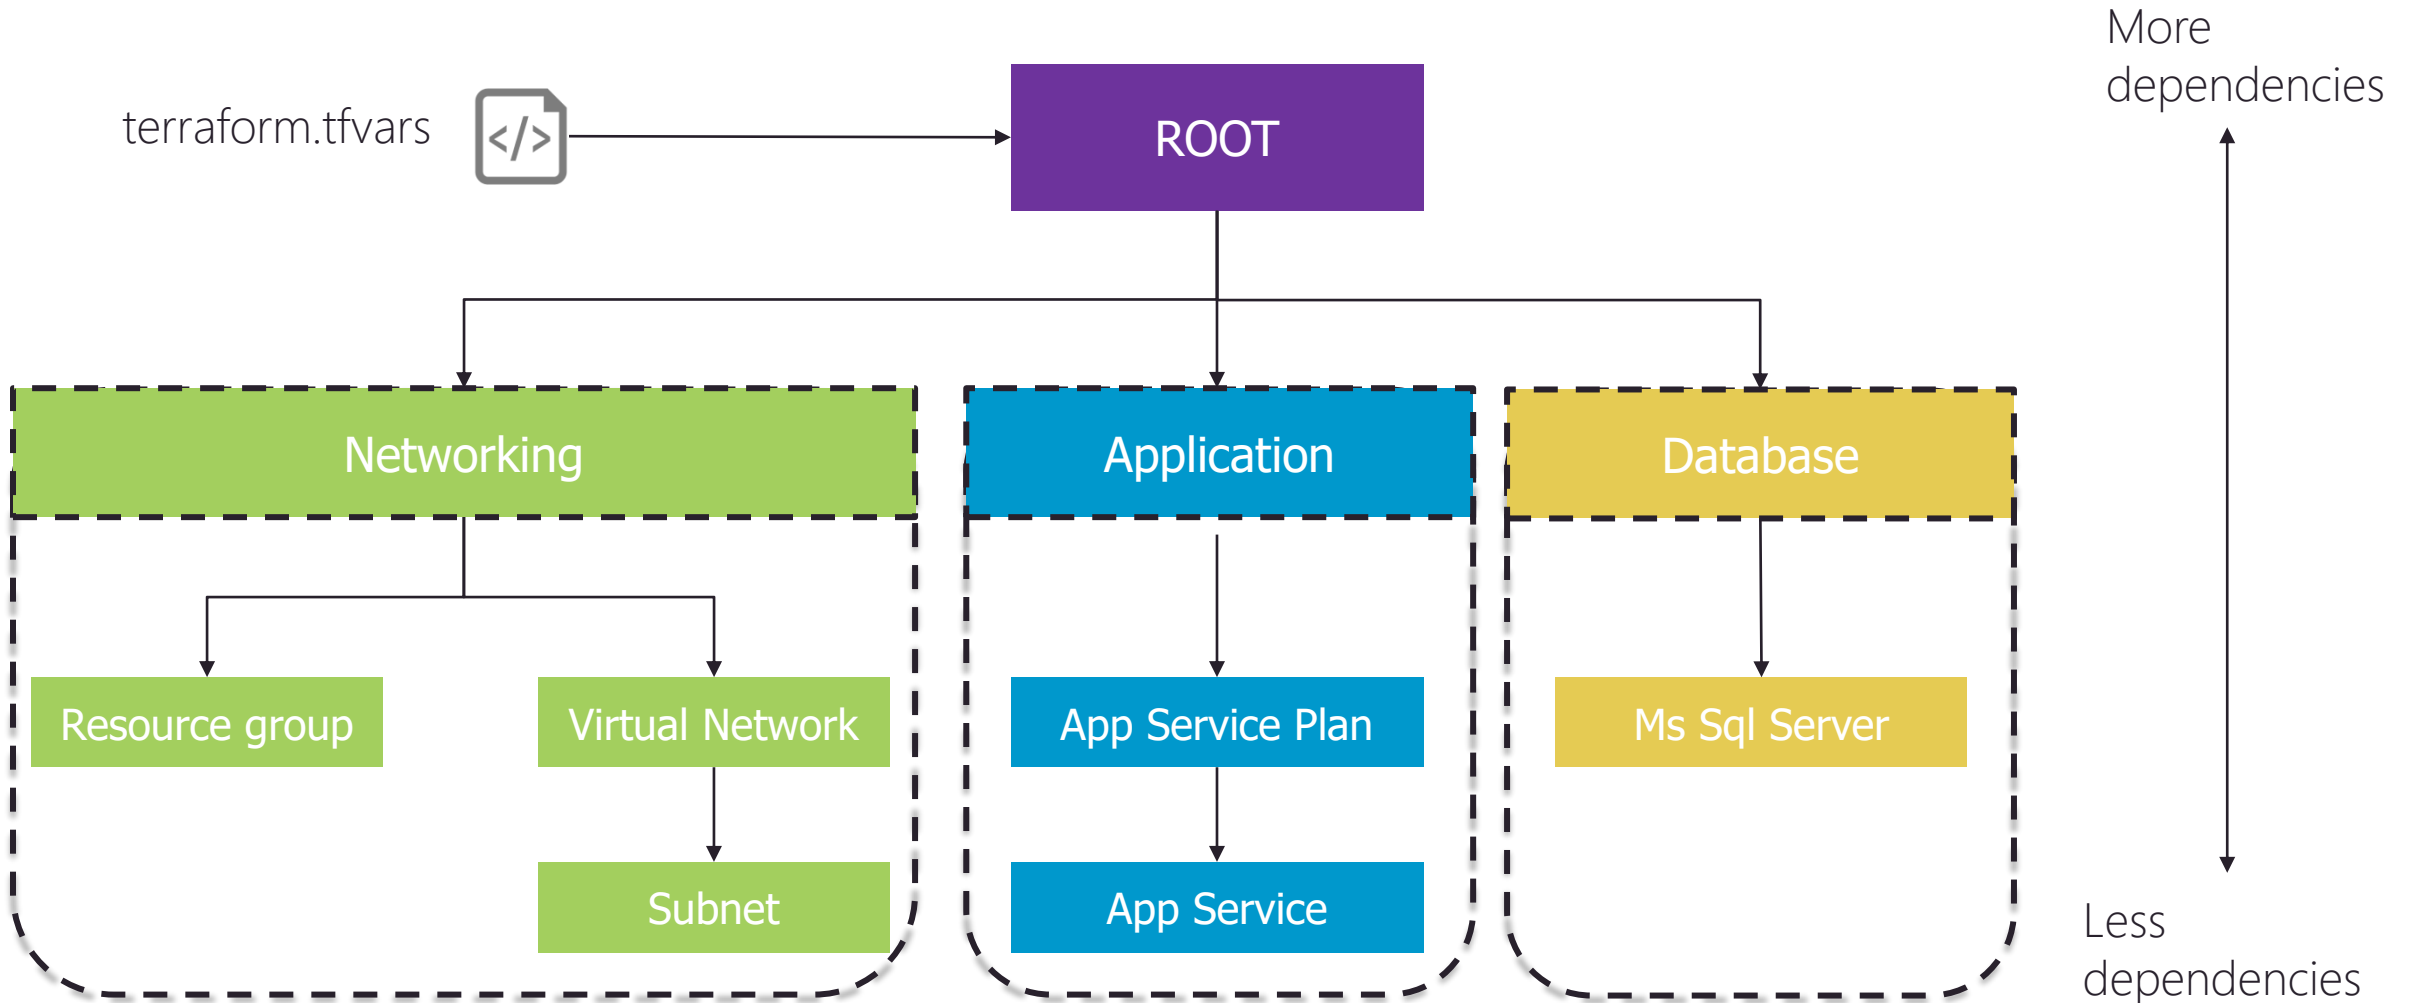 More
dependencies
terraform.tfvars
</>
ROOT
Networking
Application
Database
Resource group
Virtual Network
App Service Plan
Ms Sql Server
Subnet
App Service
Less
dependencies